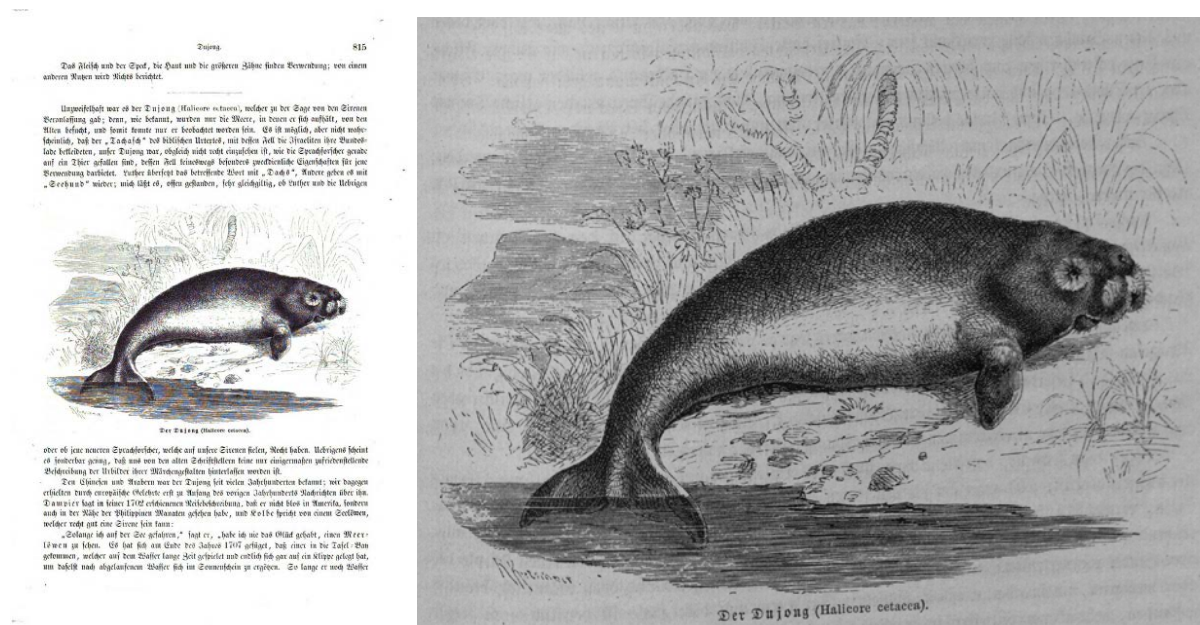 Dujong.
815
Das Fleisch und der Speck, die Haut und die größeren Zähne finden Verwendung; von einem
anderen Nutzen wird Nichts berichtet.
Unzweifelhaft war es der Dujong (Halicore cetacea), welcher zu der Sage von den Sirenen
Veranlassung gab; denn, wie bekannt, wurden nur die Meere, in denen er sich aufhält, von den
Alten besucht, und somit konnte nur er beobachtet worden sein. Es ist möglich, aber nicht wahr-
scheinlich, daß der „Tachasch“ des biblischen Urtextes, mit dessen Fell die Israeliten ihre Bundes-
lade bekleideten, unser Dujong war, obgleich nicht recht einzusehen ist, wie die Sprachforscher gerade
auf ein Thier gefallen sind, dessen Fell keineswegs besonders zweckdienliche Eigenschaften für jene
Verwendung darbietet. Luther übersetzt das betreffende Wort mit „Dachs“, Andere geben es mit
„Seehund“ wieder; mich läßt es, offen gestanden, sehr gleichgiltig, ob Luther und die Uebrigen
Der Dujong (Halicore cetacea).
oder ob jene neueren Sprachforscher, welche auf unsere Sirenen fielen, Recht haben. Uebrigens scheint
es sonderbar genug, daß uns von den alten Schriftstellern keine nur einigermaßen zufriedenstellende
Beschreibung der Urbilder ihrer Märchengestalten hinterlassen worden ist.
Den Chinesen und Arabern war der Dujong seit vielen Jahrhunderten bekannt; wir dagegen
erhielten durch europäische Gelehrte erst zu Anfang des vorigen Jahrhunderts Nachrichten über ihn.
Dampier sagt in seiner 1702 erschienenen Reisebeschreibung, daß er nicht blos in Amerika, sondern
auch in der Nähe der Philippinen Manaten gesehen habe, und Kolbe spricht von einem Seelöwen,
welcher recht gut eine Sirene sein kann:
„Solange ich auf der See gefahren,“ sagt er, „habe ich nie das Glück gehabt, einen Meer-
löwen zu sehen. Es hat sich am Ende des Jahres 1707 gefüget, daß einer in die Tafel-Bay
gekommen, welcher auf dem Wasser lange Zeit gespielet und endlich sich gar auf ein Klippe gelegt hat,
um daselbst nach abgelaufenem Wasser sich im Sonnenschein zu ergötzen. So lange er noch Wasser
Der Dujong (Halicore cetacea).